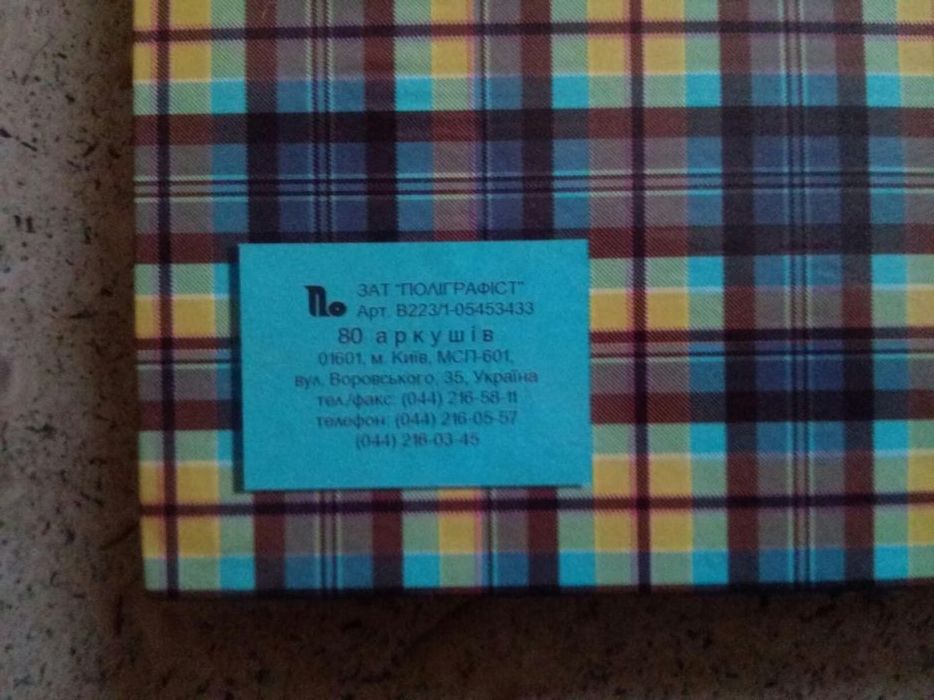 По ЗАТ "ПОЛІГРАФІСТ"
Арт. В223/1-05453433
80 аркушів
01601, м. Київ, МСП-601,
вул. Воровського, 35, Україна
тел./факс: (044) 216-58-11
телефон: (044) 216-05-57
(044) 216-03-45